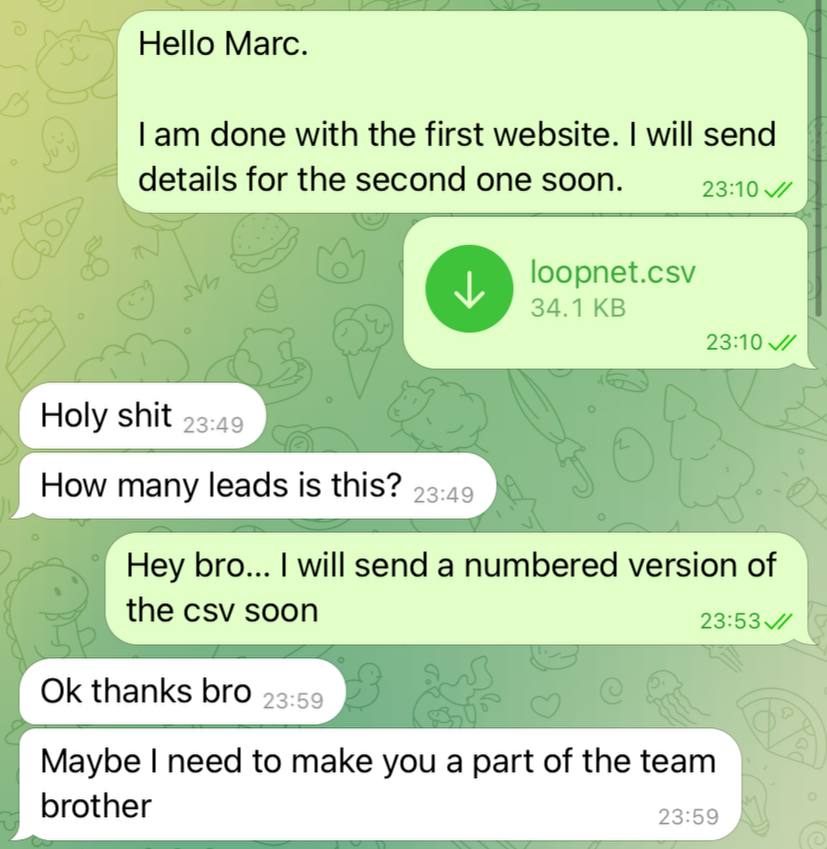 Hello Marc.
I am done with the first website. I will send
details for the second one soon.
23:10
loopnet.csv
34.1 KB
23:10
Holy shit 23:49
How many leads is this? 23:49
Hey bro... I will send a numbered version of
the csv soon
23:53
Ok thanks bro 23:59
Maybe I need to make you a part of the team
brother
23:59